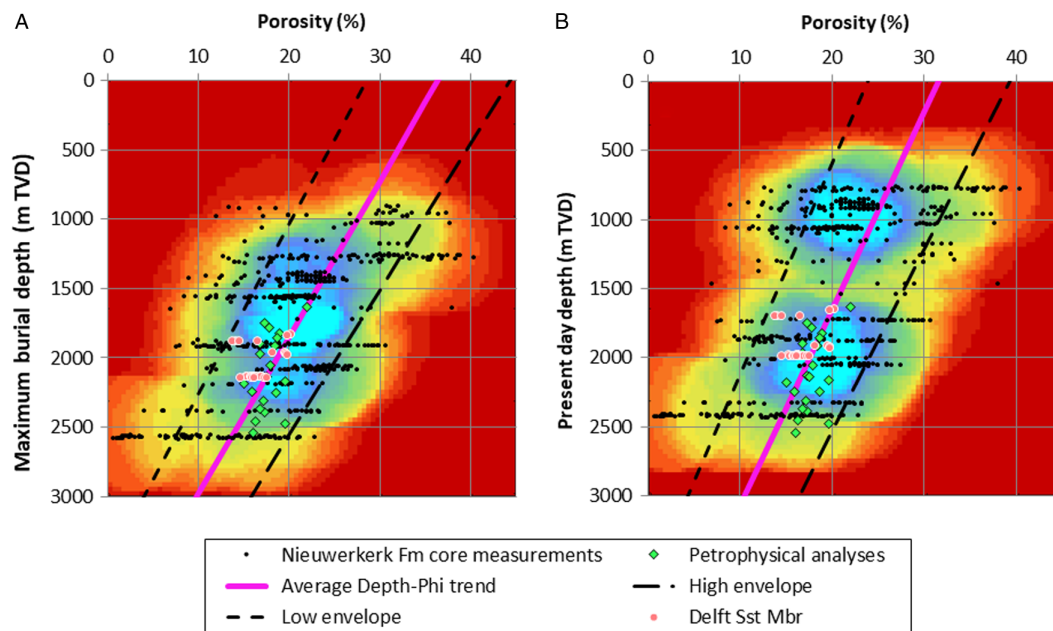 A
Porosity (%)
0 10 20 30 40
Maximum burial depth (m TVD)
0
500
1000
1500
2000
2500
3000
B
Porosity (%)
0 10 20 30 40
Present day depth (m TVD)
0
500
1000
1500
2000
2500
3000
Nieuwerkerk Fm core measurements
Petrophysical analyses
Average Depth-Phi trend
High envelope
Low envelope
Delft Sst Mbr